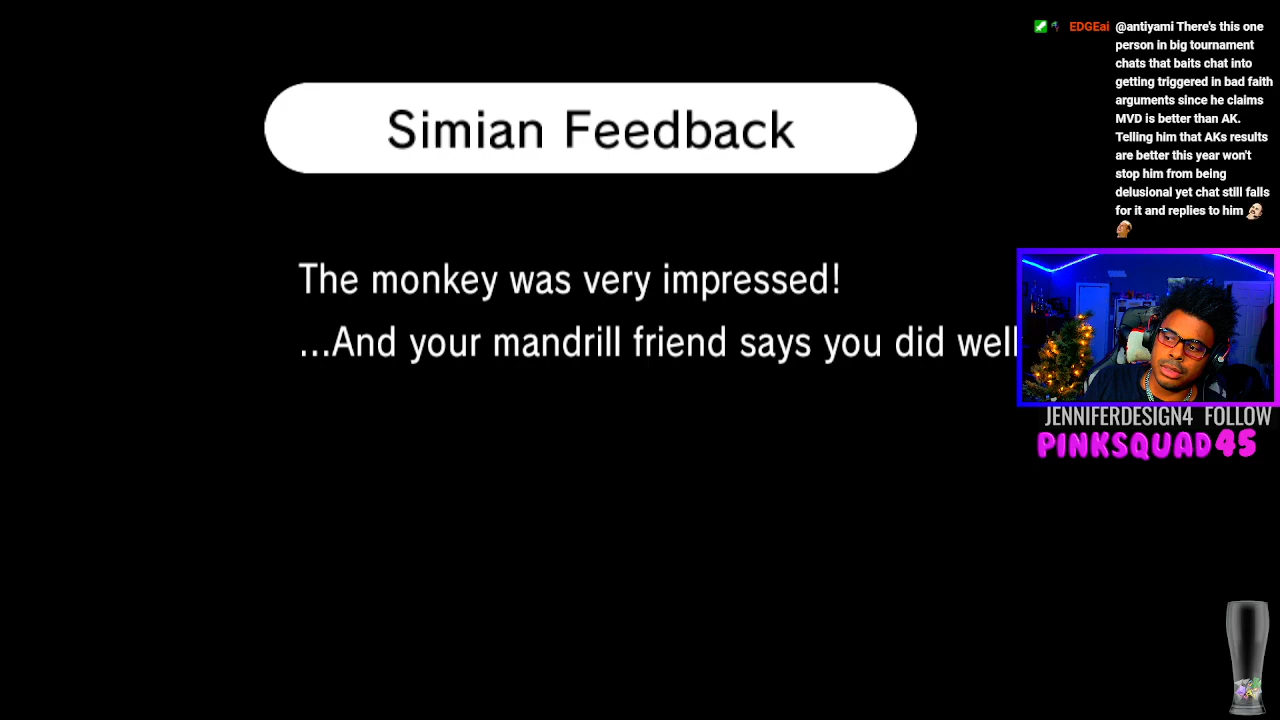 Simian Feedback
The monkey was very impressed!
...And your mandrill friend says you did well
EDGEai @antiyami There's this one
person in big tournament
chats that baits chat into
getting triggered in bad faith
arguments since he claims
MVD is better than AK.
Telling him that AKs results
are better this year won't
stop him from being
delusional yet chat still falls
for it and replies to him
JENNIFERDESIGN4 FOLLOW
PINKSQUAD45